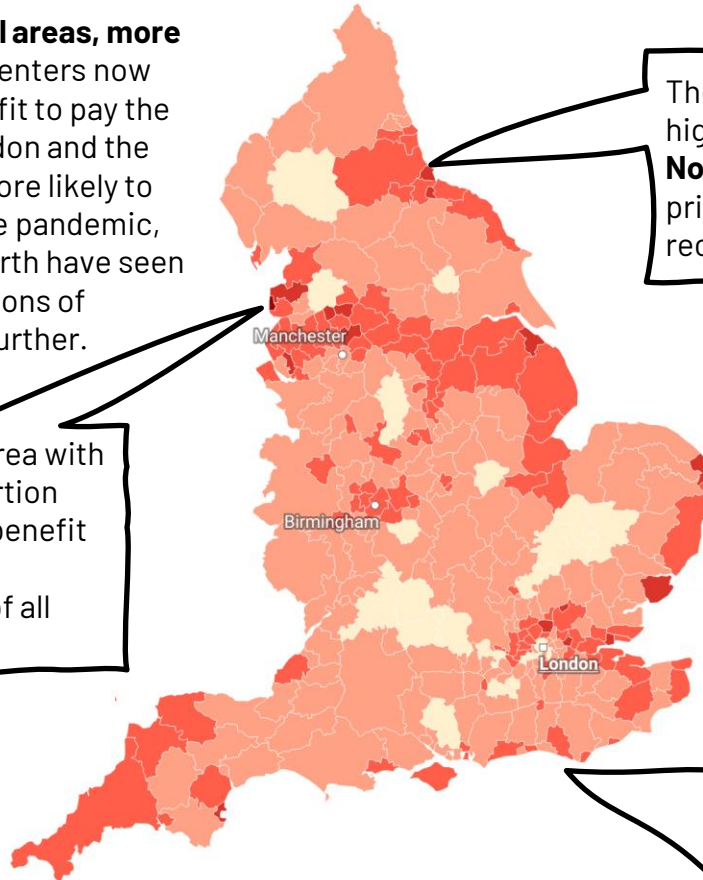 l areas, more
enters now
fit to pay the
don and the
ore likely to
e pandemic,
rth have seen
ons of
urther.
The
hig
No
pri
rec
Manchester
rea with
rtion
benefit
of all
Birmingham
London